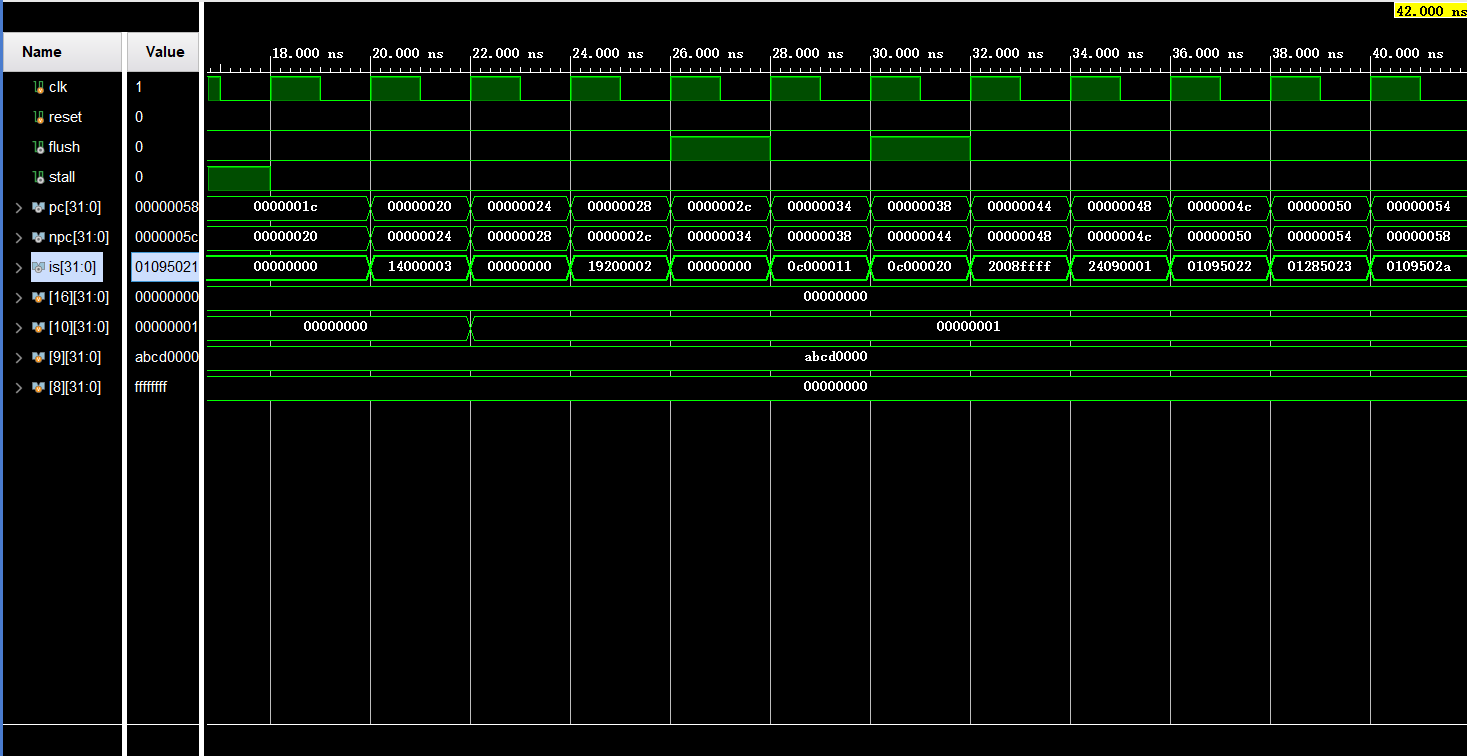 42.000 ns
Name Value
18.000 ns 20.000 ns 22.000 ns 24.000 ns 26.000 ns 28.000 ns 30.000 ns 32.000 ns 34.000 ns 36.000 ns 38.000 ns 40.000 ns
clk 1
reset 0
flush 0
stall 0
pc[31:0] 00000058 0000001c 00000020 00000024 00000028 0000002c 00000034 00000038 00000044 00000048 0000004c 00000050 00000054
npc[31:0] 0000005c 00000020 00000024 00000028 0000002c 00000034 00000038 00000044 00000048 0000004c 00000050 00000054 00000058
is[31:0] 01095021 00000000 14000003 00000000 19200002 00000000 0c000011 0c000020 2008ffff 24090001 01095022 01285023 0109502a
[16][31:0] 00000000 00000000
[10][31:0] 00000001 00000000 00000001
[9][31:0] abcd0000 abcd0000
[8][31:0] ffffffff 00000000